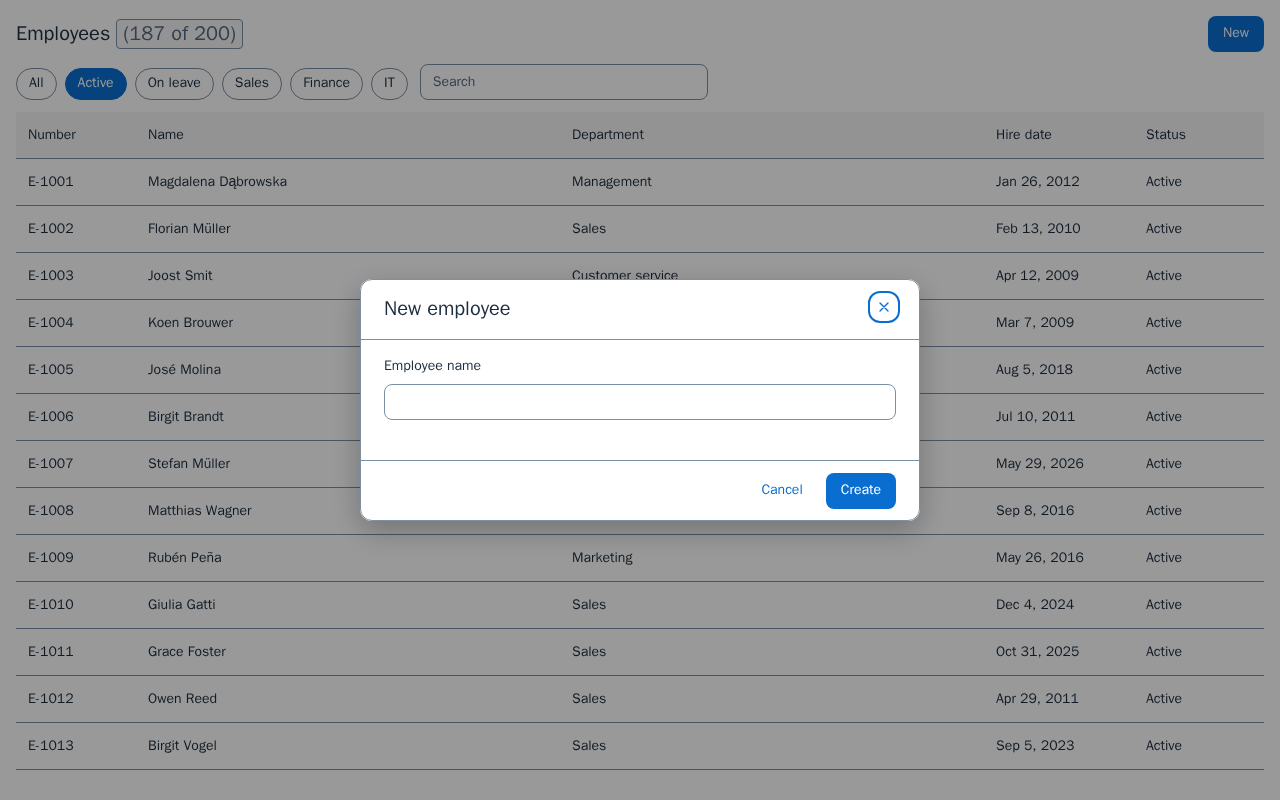 Employees (187 of 200)
New
All Active On leave Sales Finance IT Search
Number Name Department Hire date Status
E-1001 Magdalena Dąbrowska Management Jan 26, 2012 Active
E-1002 Florian Müller Sales Feb 13, 2010 Active
E-1003 Joost Smit Customer service Apr 12, 2009 Active
E-1004 Koen Brouwer Mar 7, 2009 Active
E-1005 José Molina Aug 5, 2018 Active
E-1006 Birgit Brandt Jul 10, 2011 Active
E-1007 Stefan Müller May 29, 2026 Active
E-1008 Matthias Wagner Sep 8, 2016 Active
E-1009 Rubén Peña Marketing May 26, 2016 Active
E-1010 Giulia Gatti Sales Dec 4, 2024 Active
E-1011 Grace Foster Sales Oct 31, 2025 Active
E-1012 Owen Reed Sales Apr 29, 2011 Active
E-1013 Birgit Vogel Sales Sep 5, 2023 Active
New employee
Employee name
Cancel Create